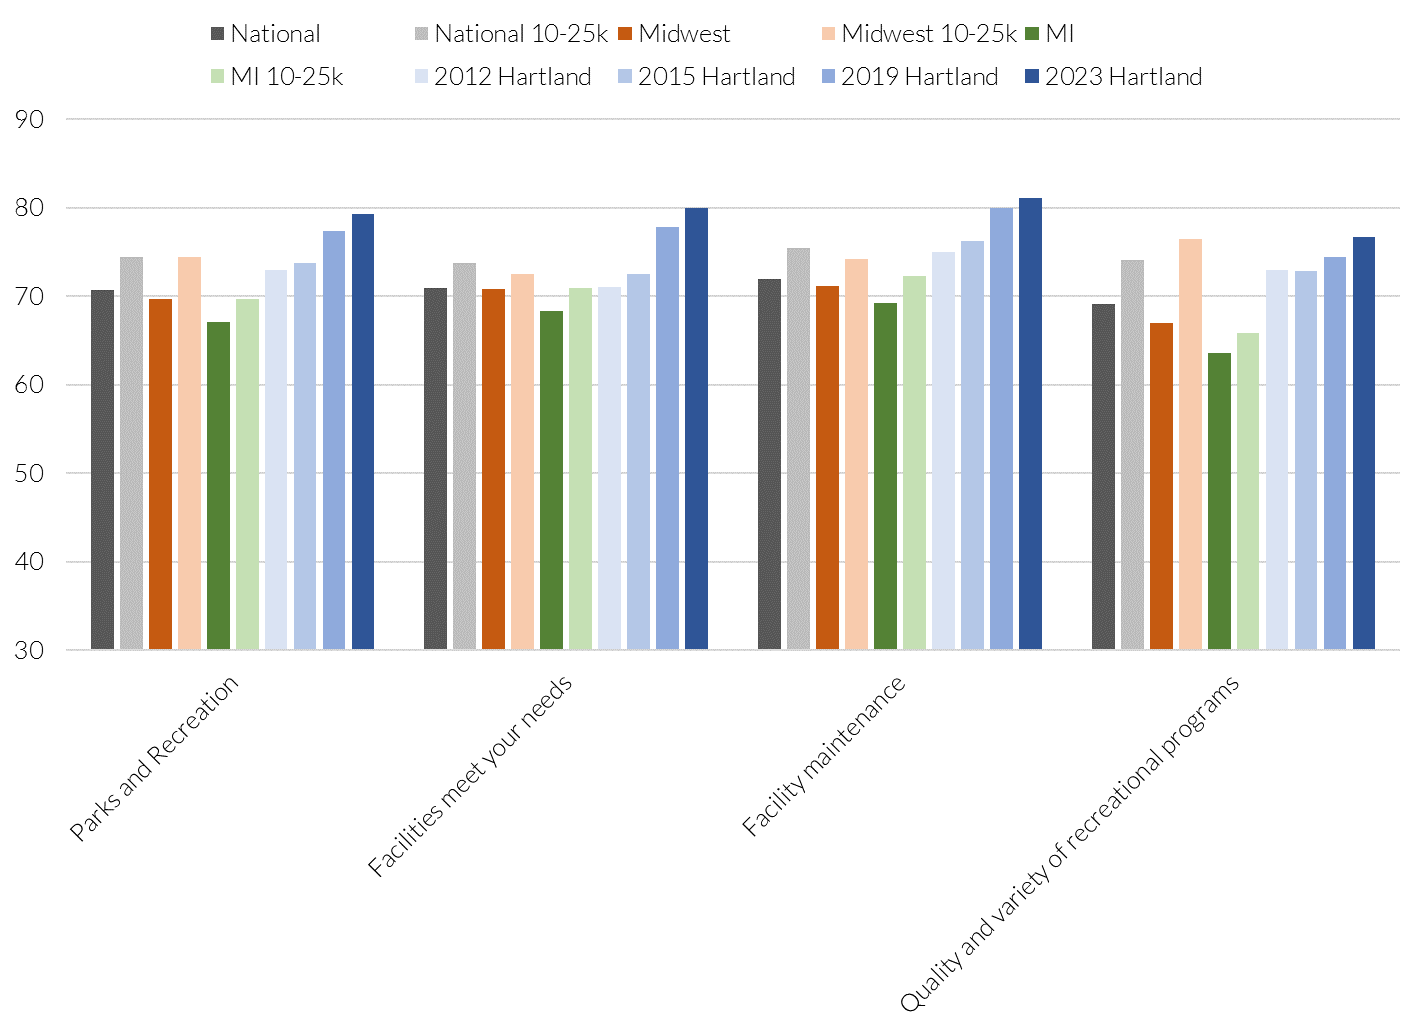 National National 10-25k Midwest Midwest 10-25k MI
MI 10-25k 2012 Hartland 2015 Hartland 2019 Hartland 2023 Hartland
90
80
70
60
50
40
30
Parks and Recreation
Facilities meet your needs
Facility maintenance
Quality and variety of recreational programs